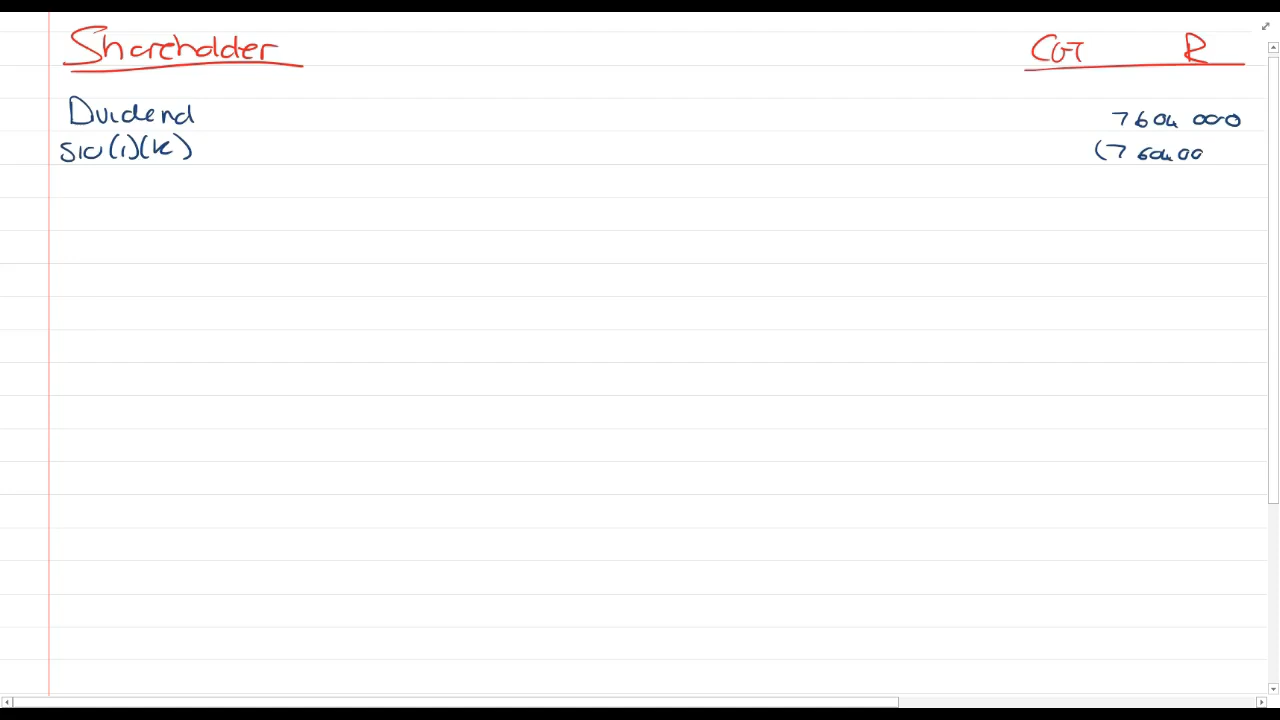 Shareholder CGT R
Dividend 7 604 000
S10(1)(k) (7 604 00